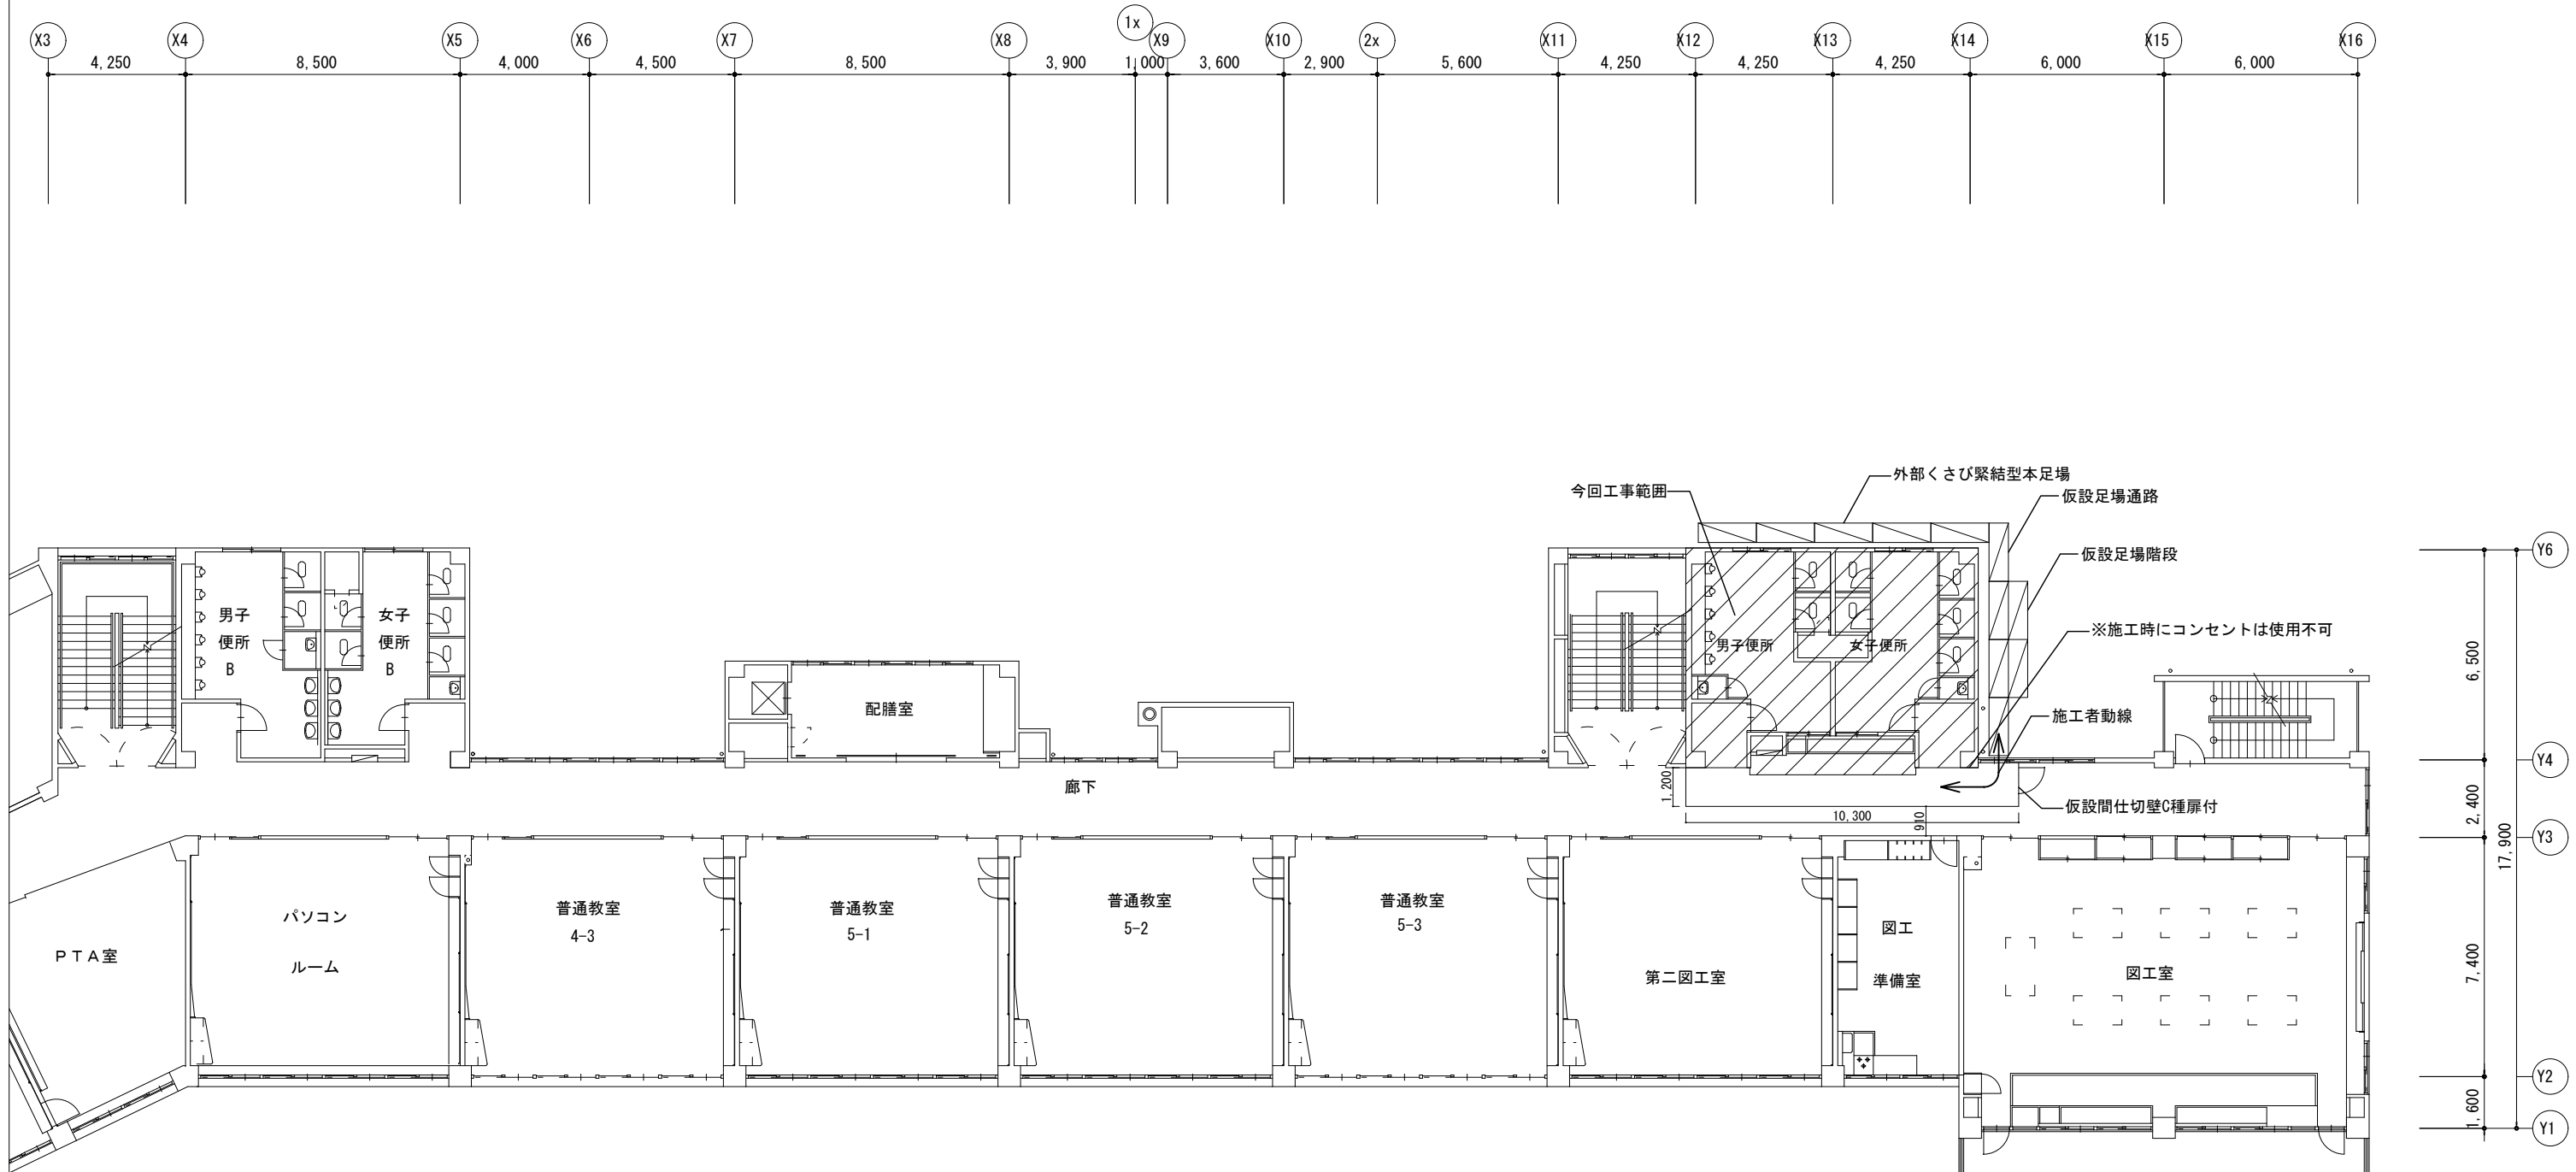 X3 X4 X5 X6 X7 X8 1x X9 X10 2x X11 X12 X13 X14 X15 X16
4,250 8,500 4,000 4,500 8,500 3,900 1,000 3,600 2,900 5,600 4,250 4,250 4,250 6,000 6,000
外部くさび緊結型本足場
今回工事範囲
仮設足場通路
仮設足場階段
※施工時にコンセントは使用不可
施工者動線
仮設間仕切壁C種扉付
男子
便所
B
女子
便所
B
配膳室
男子便所
女子便所
廊下
1,200
10,300
910
PTA室
パソコン
ルーム
普通教室
4-3
普通教室
5-1
普通教室
5-2
普通教室
5-3
第二図工室
図工
準備室
図工室
Y6
6,500
Y4
2,400
Y3
17,900
7,400
Y2
1,600
Y1